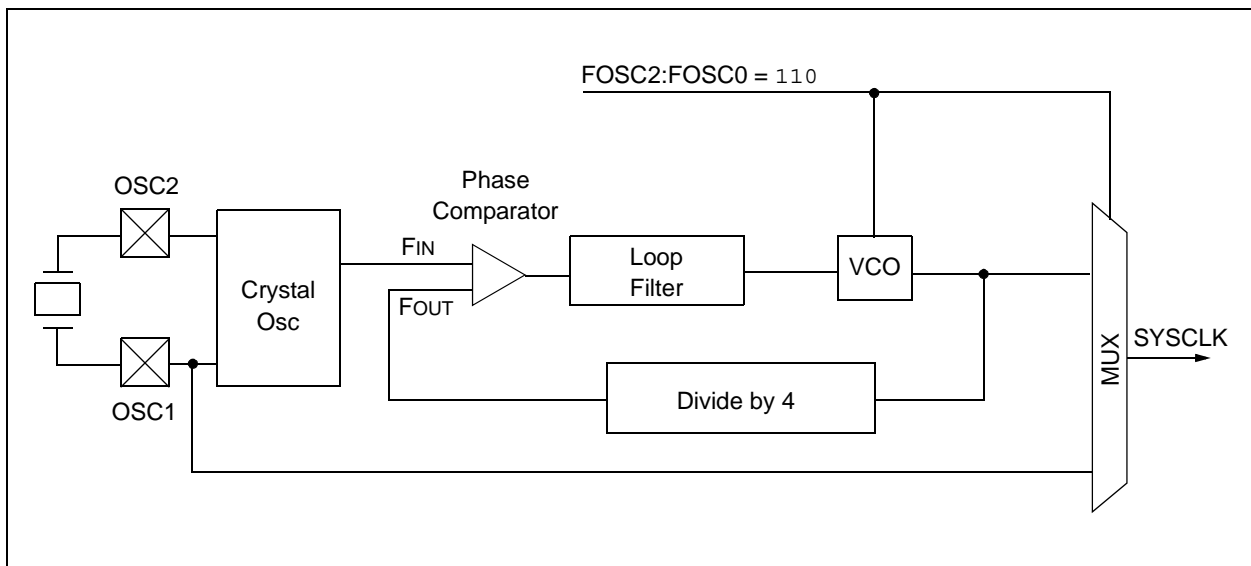 FOSC2:FOSC0 = 110
OSC2
Phase
Comparator
Crystal
Osc
FIN
FOUT
Loop
Filter
VCO
Divide by 4
OSC1
MUX
SYSCLK